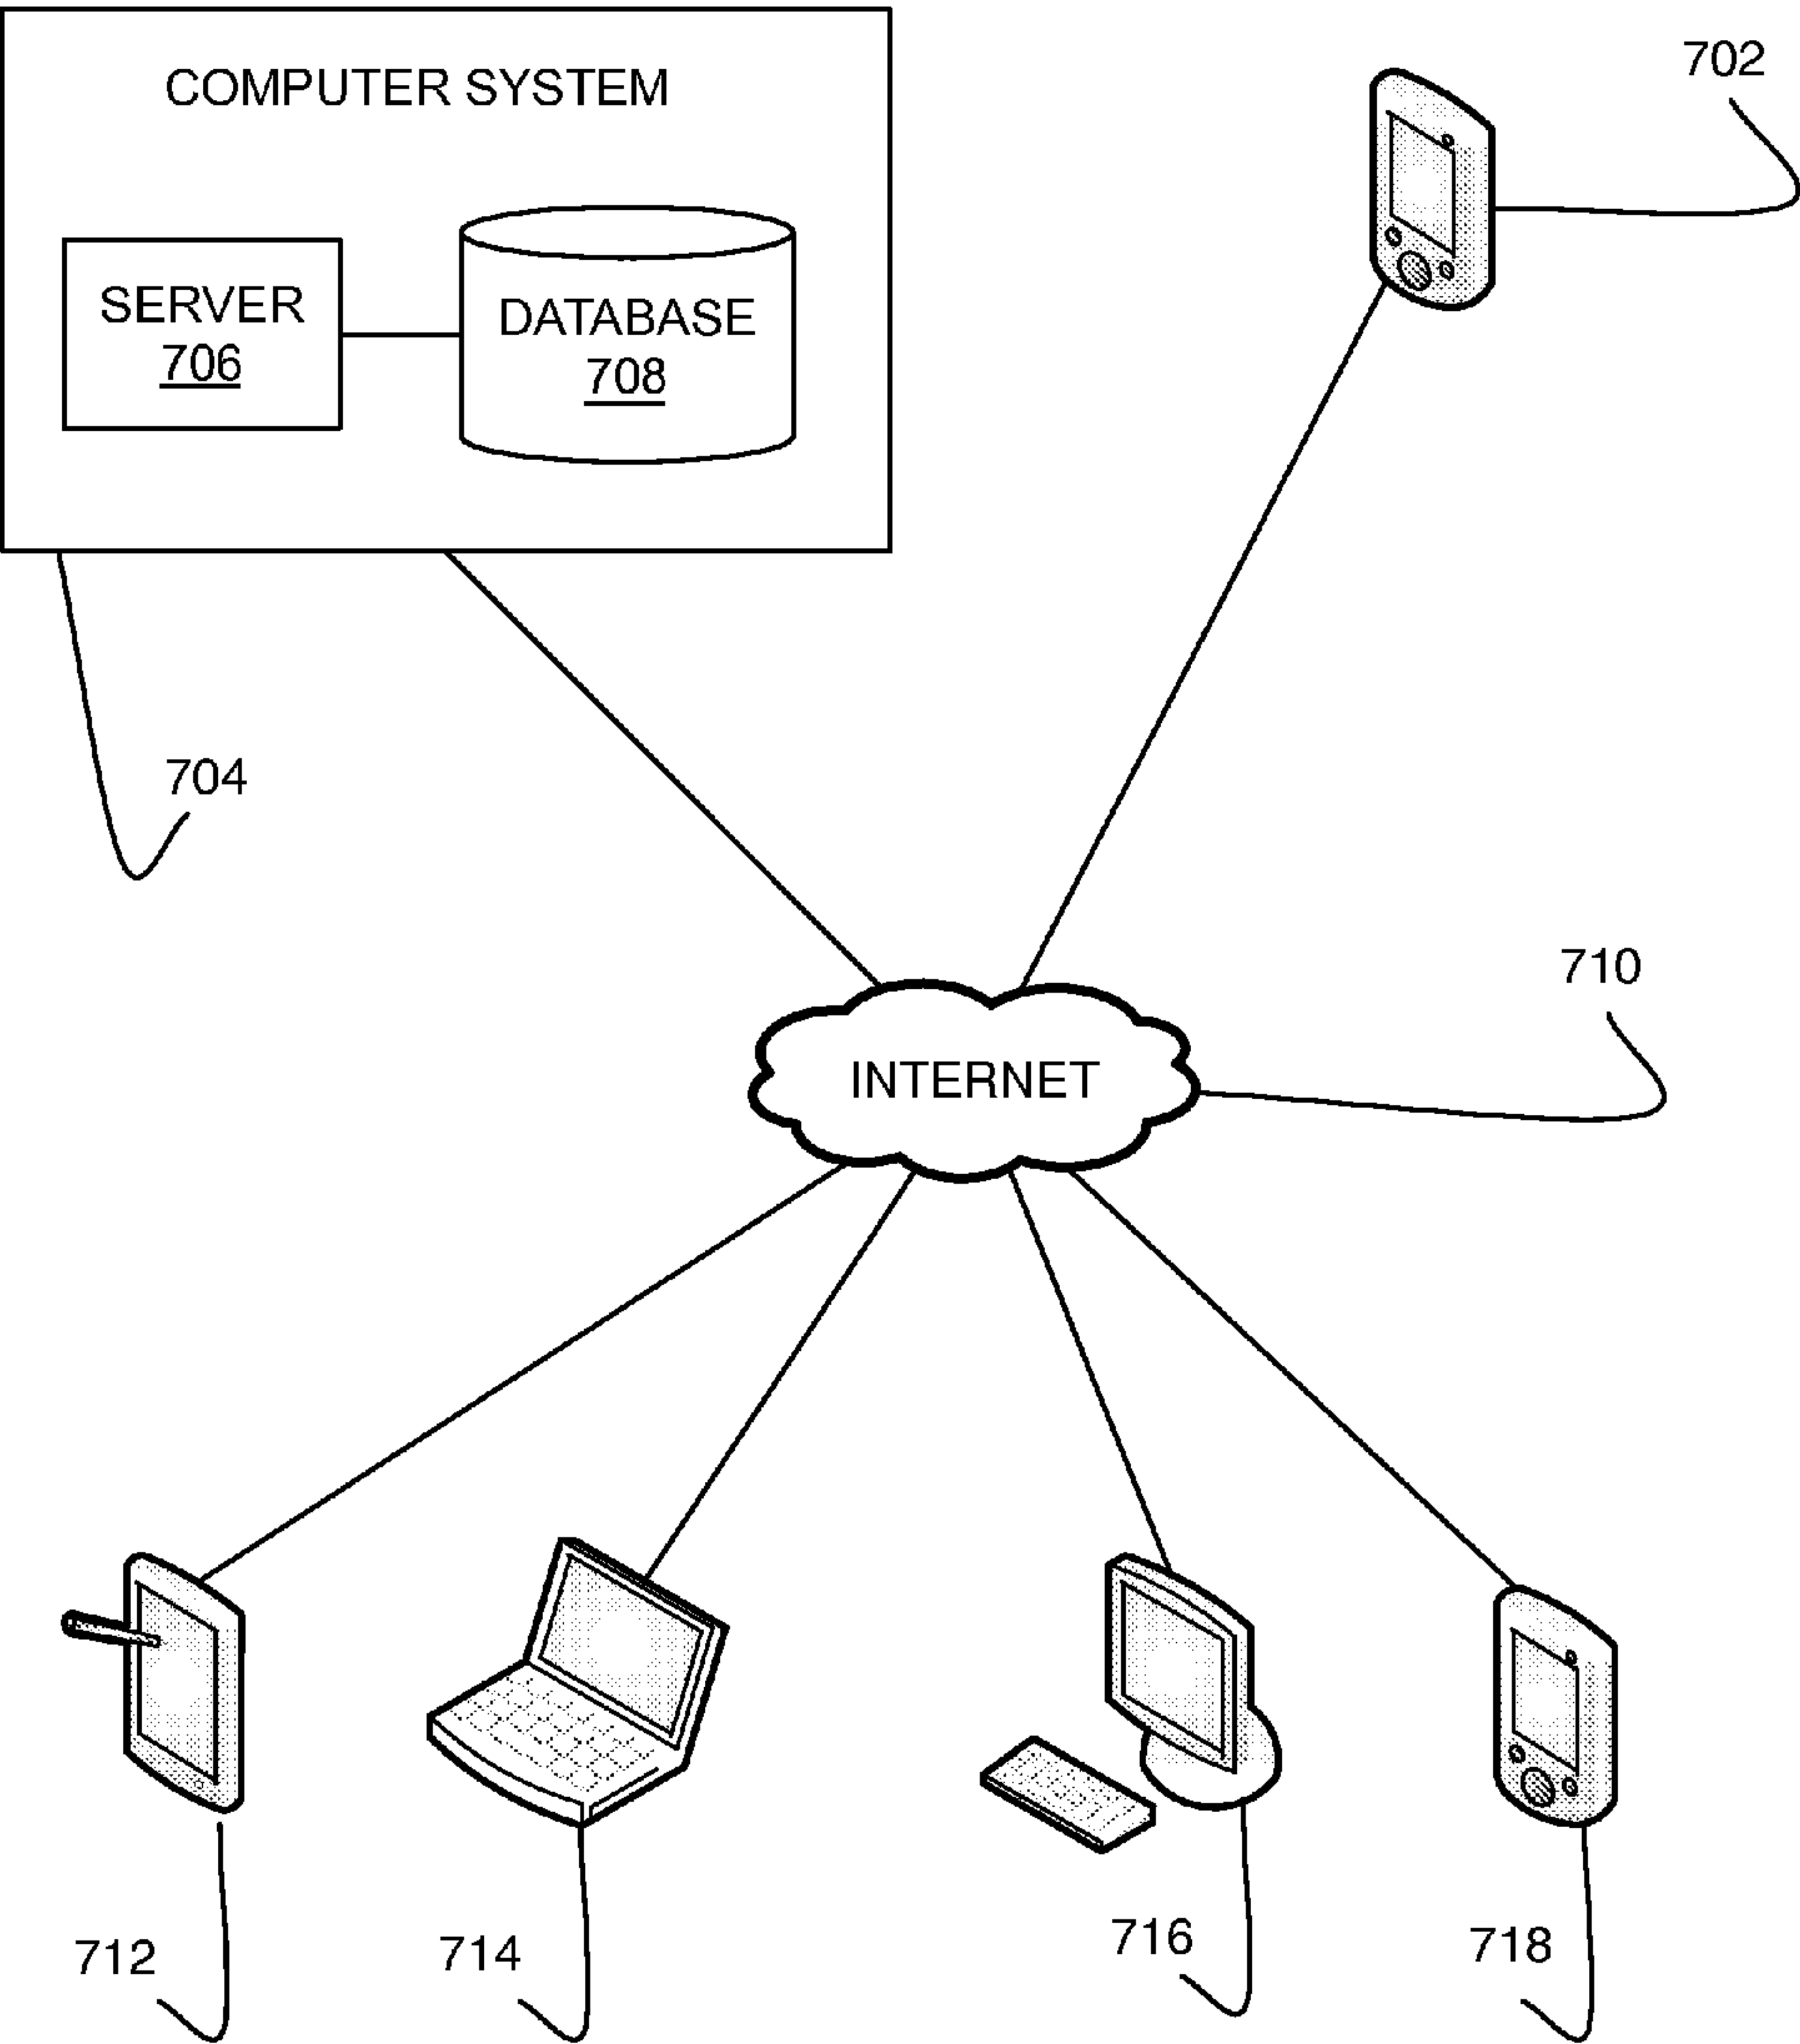 COMPUTER SYSTEM
702
SERVER
706
DATABASE
708
704
710
INTERNET
712
714
716
718